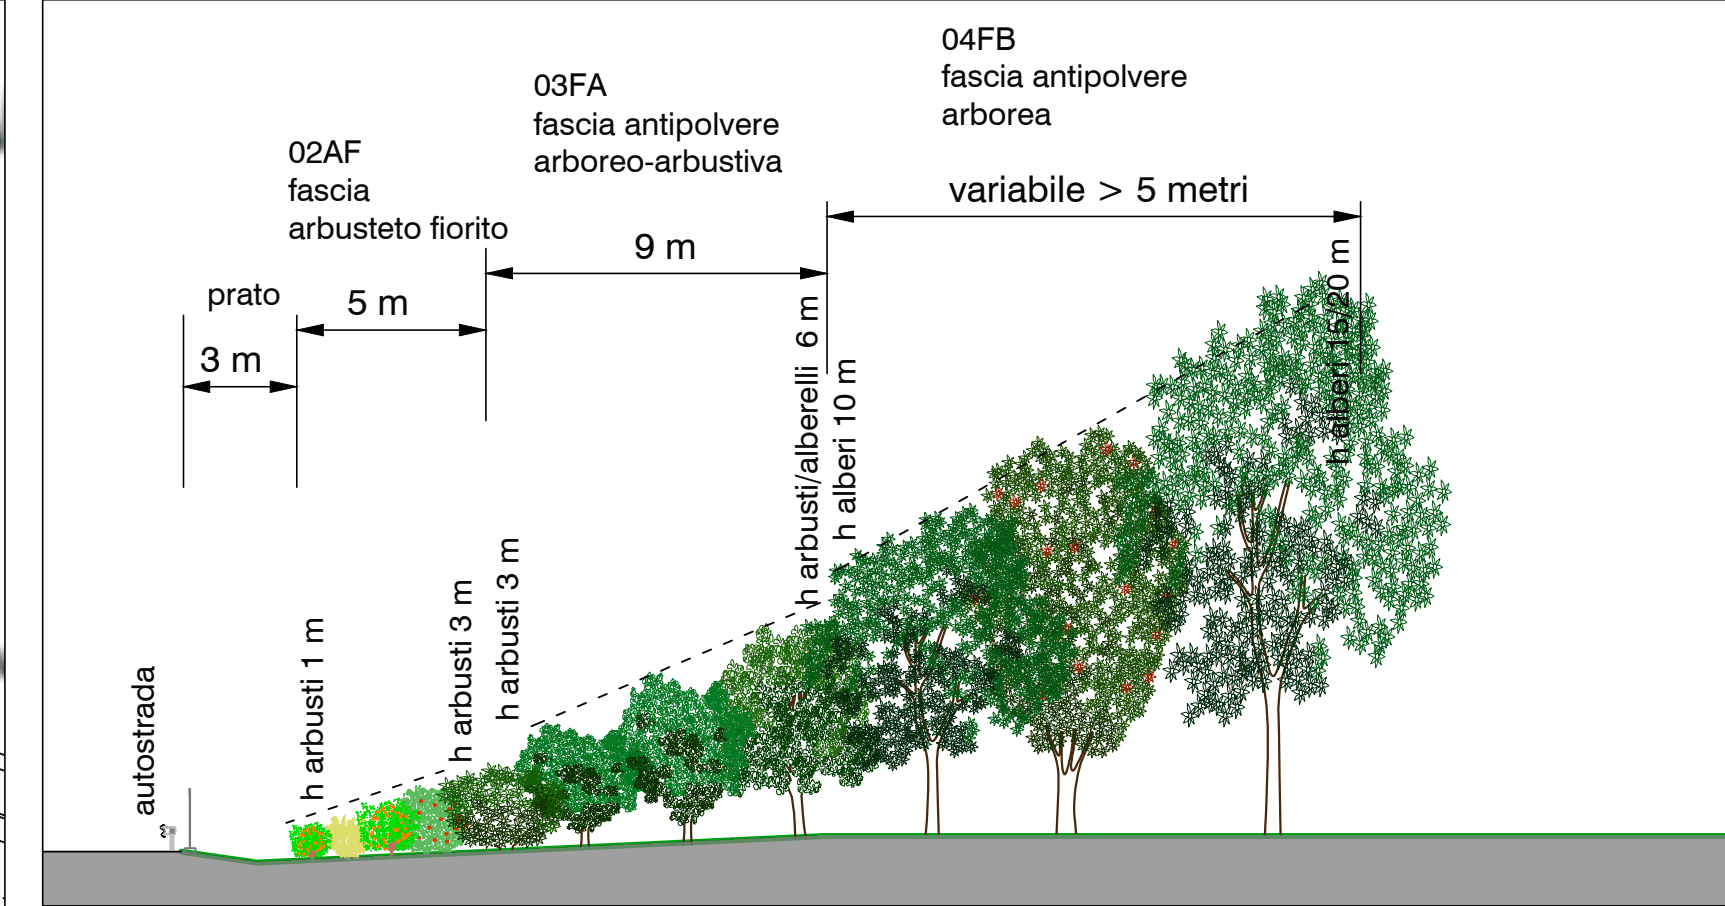 04FB
fascia antipolvere
arborea
03FA
fascia antipolvere
arboreo-arbustiva
02AF
fascia
arbusteto fiorito
variabile > 5 metri
9 m
prato
5 m
3 m
autostrada
h arbusti 1 m
h arbusti 3 m
h arbusti 3 m
h arbusti/alberelli 6 m
h alberi 10 m
h alberi 15/20 m